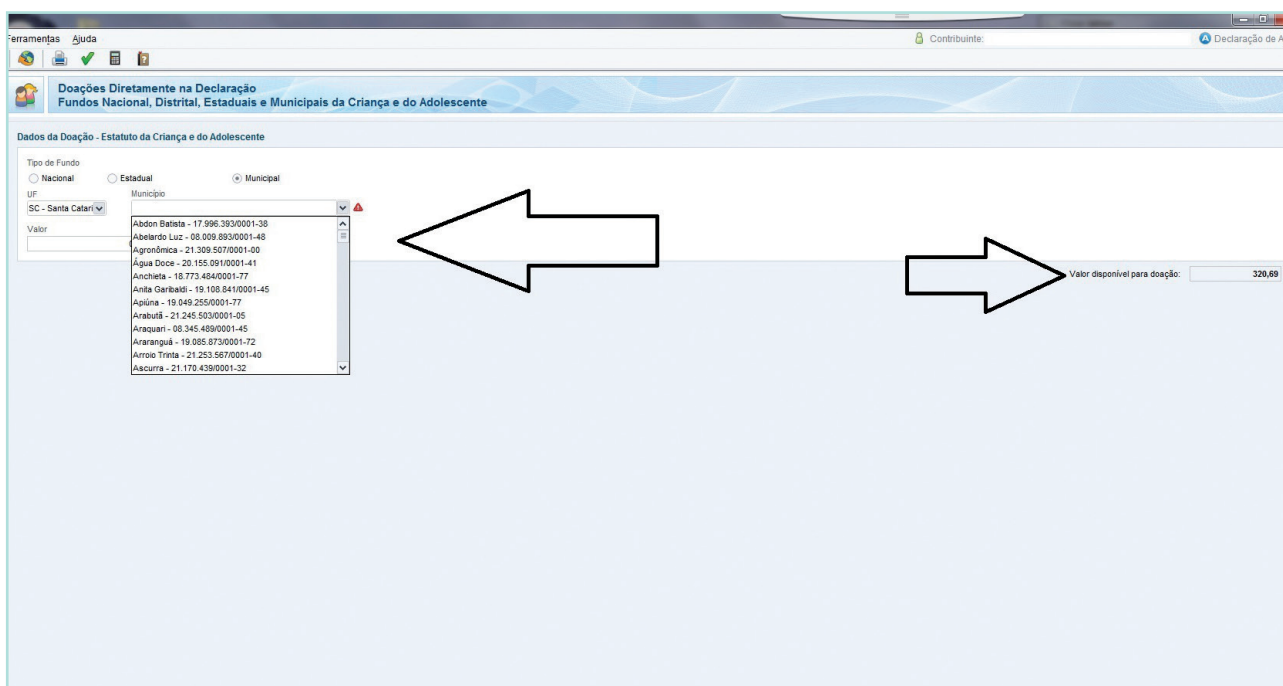 Ferramentas Ajuda
Contribuinte:
Declaração de A
Doações Diretamente na Declaração
Fundos Nacional, Distrital, Estaduais e Municipais da Criança e do Adolescente
Dados da Doação - Estatuto da Criança e do Adolescente
Tipo de Fundo
Nacional Estadual Municipal
UF Município
SC - Santa Catari
Valor
Abdon Batista - 17.996.393/0001-38
Abelardo Luz - 08.009.893/0001-48
Agronômica - 21.309.507/0001-00
Água Doce - 20.155.091/0001-41
Anchieta - 18.773.484/0001-77
Anita Garibaldi - 19.108.841/0001-45
Apiúna - 19.049.255/0001-77
Arabutã - 21.245.503/0001-05
Araquari - 08.345.489/0001-45
Araranguá - 19.085.873/0001-72
Arroio Trinta - 21.253.567/0001-40
Ascurra - 21.170.439/0001-32
Valor disponível para doação: 320,69